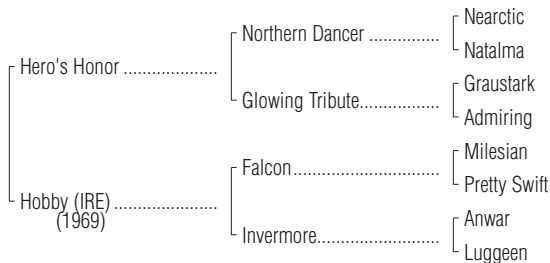 Nearctic
Northern Dancer ...............
Natalma
Hero's Honor ....................
Graustark
Glowing Tribute.................
Admiring
Milesian
Falcon...............................
Pretty Swift
Hobby (IRE) ......................
(1969)
Anwar
Invermore..........................
Luggeen